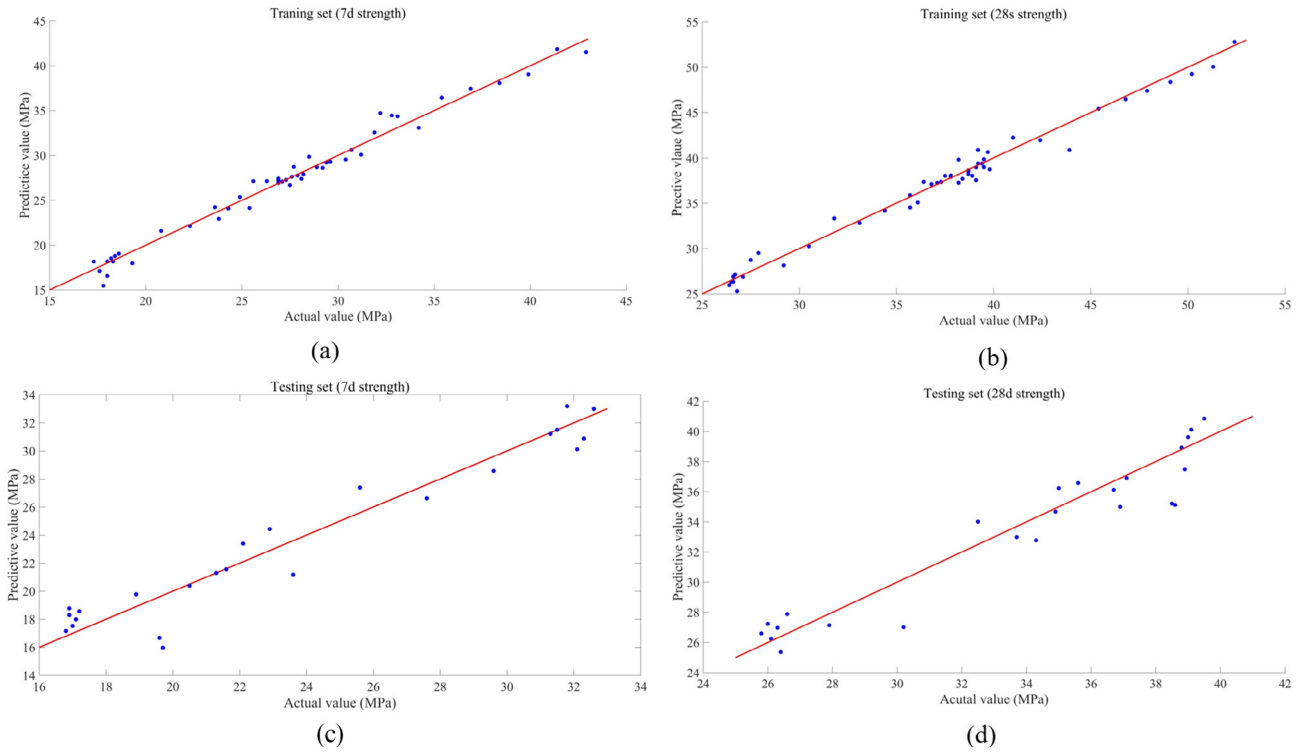 Traning set (7d strength)
45
40
35
30
25
20
15
Predictice value (MPa)
15 20 25 30 35 40 45
Actual value (MPa)
(a)
Training set (28s strength)
55
50
45
40
35
30
25
Prective vlaue (MPa)
25 30 35 40 45 50 55
Actual value (MPa)
(b)
Testing set (7d strength)
34
32
30
28
26
24
22
20
18
16
14
Predictive value (MPa)
16 18 20 22 24 26 28 30 32 34
Actual value (MPa)
(c)
Testing set (28d strength)
42
40
38
36
34
32
30
28
26
24
Predictive value (MPa)
24 26 28 30 32 34 36 38 40 42
Acutal value (MPa)
(d)